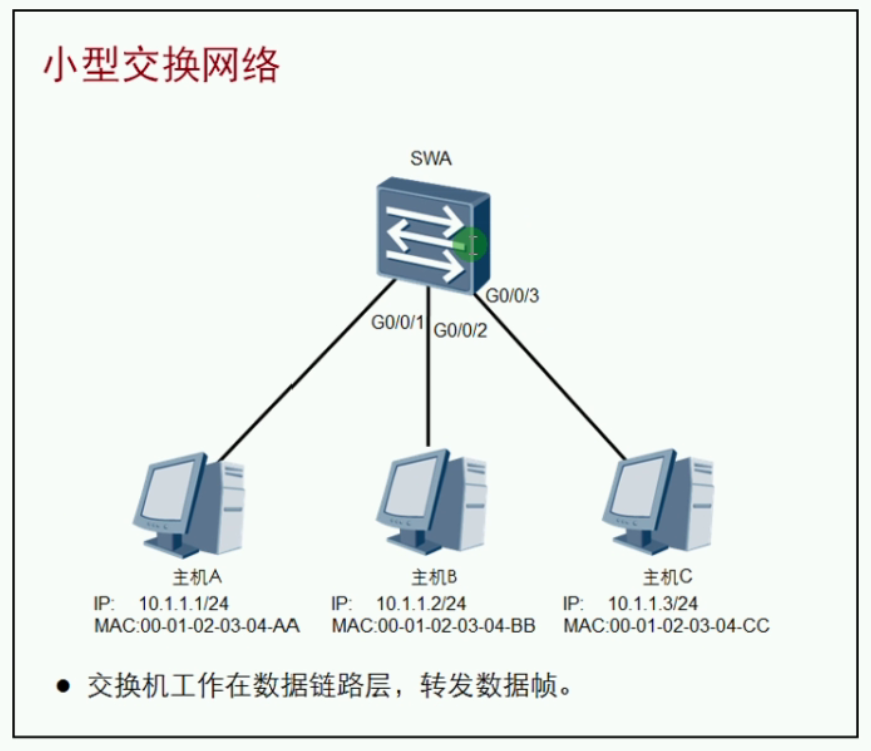 小型交换网络
SWA
G0/0/3
G0/0/1
G0/0/2
主机A
主机B
主机C
IP: 10.1.1.1/24
IP: 10.1.1.2/24
IP: 10.1.1.3/24
MAC:00-01-02-03-04-AA
MAC:00-01-02-03-04-BB
MAC:00-01-02-03-04-CC
● 交换机工作在数据链路层，转发数据帧。